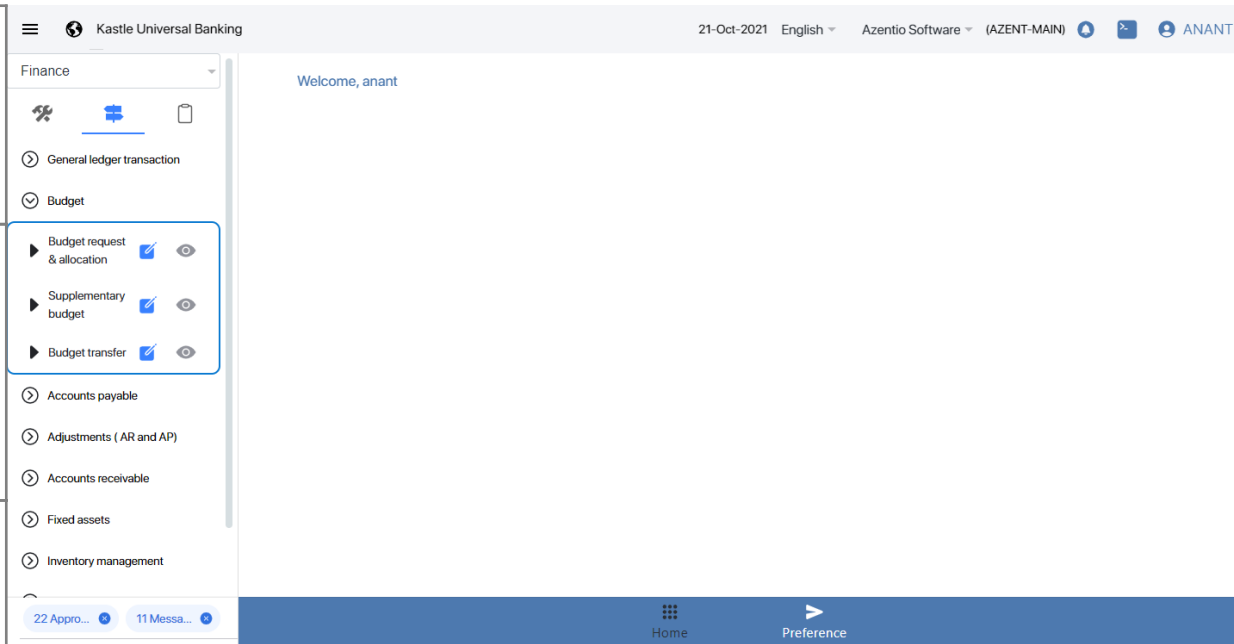 Kastle Universal Banking
21-Oct-2021 English Azentio Software (AZENT-MAIN) ANANT
Finance
Welcome, anant
General ledger transaction
Budget
Budget request
& allocation
Supplementary
budget
Budget transfer
Accounts payable
Adjustments ( AR and AP)
Accounts receivable
Fixed assets
Inventory management
22 Appro... 11 Messa...
Home Preference